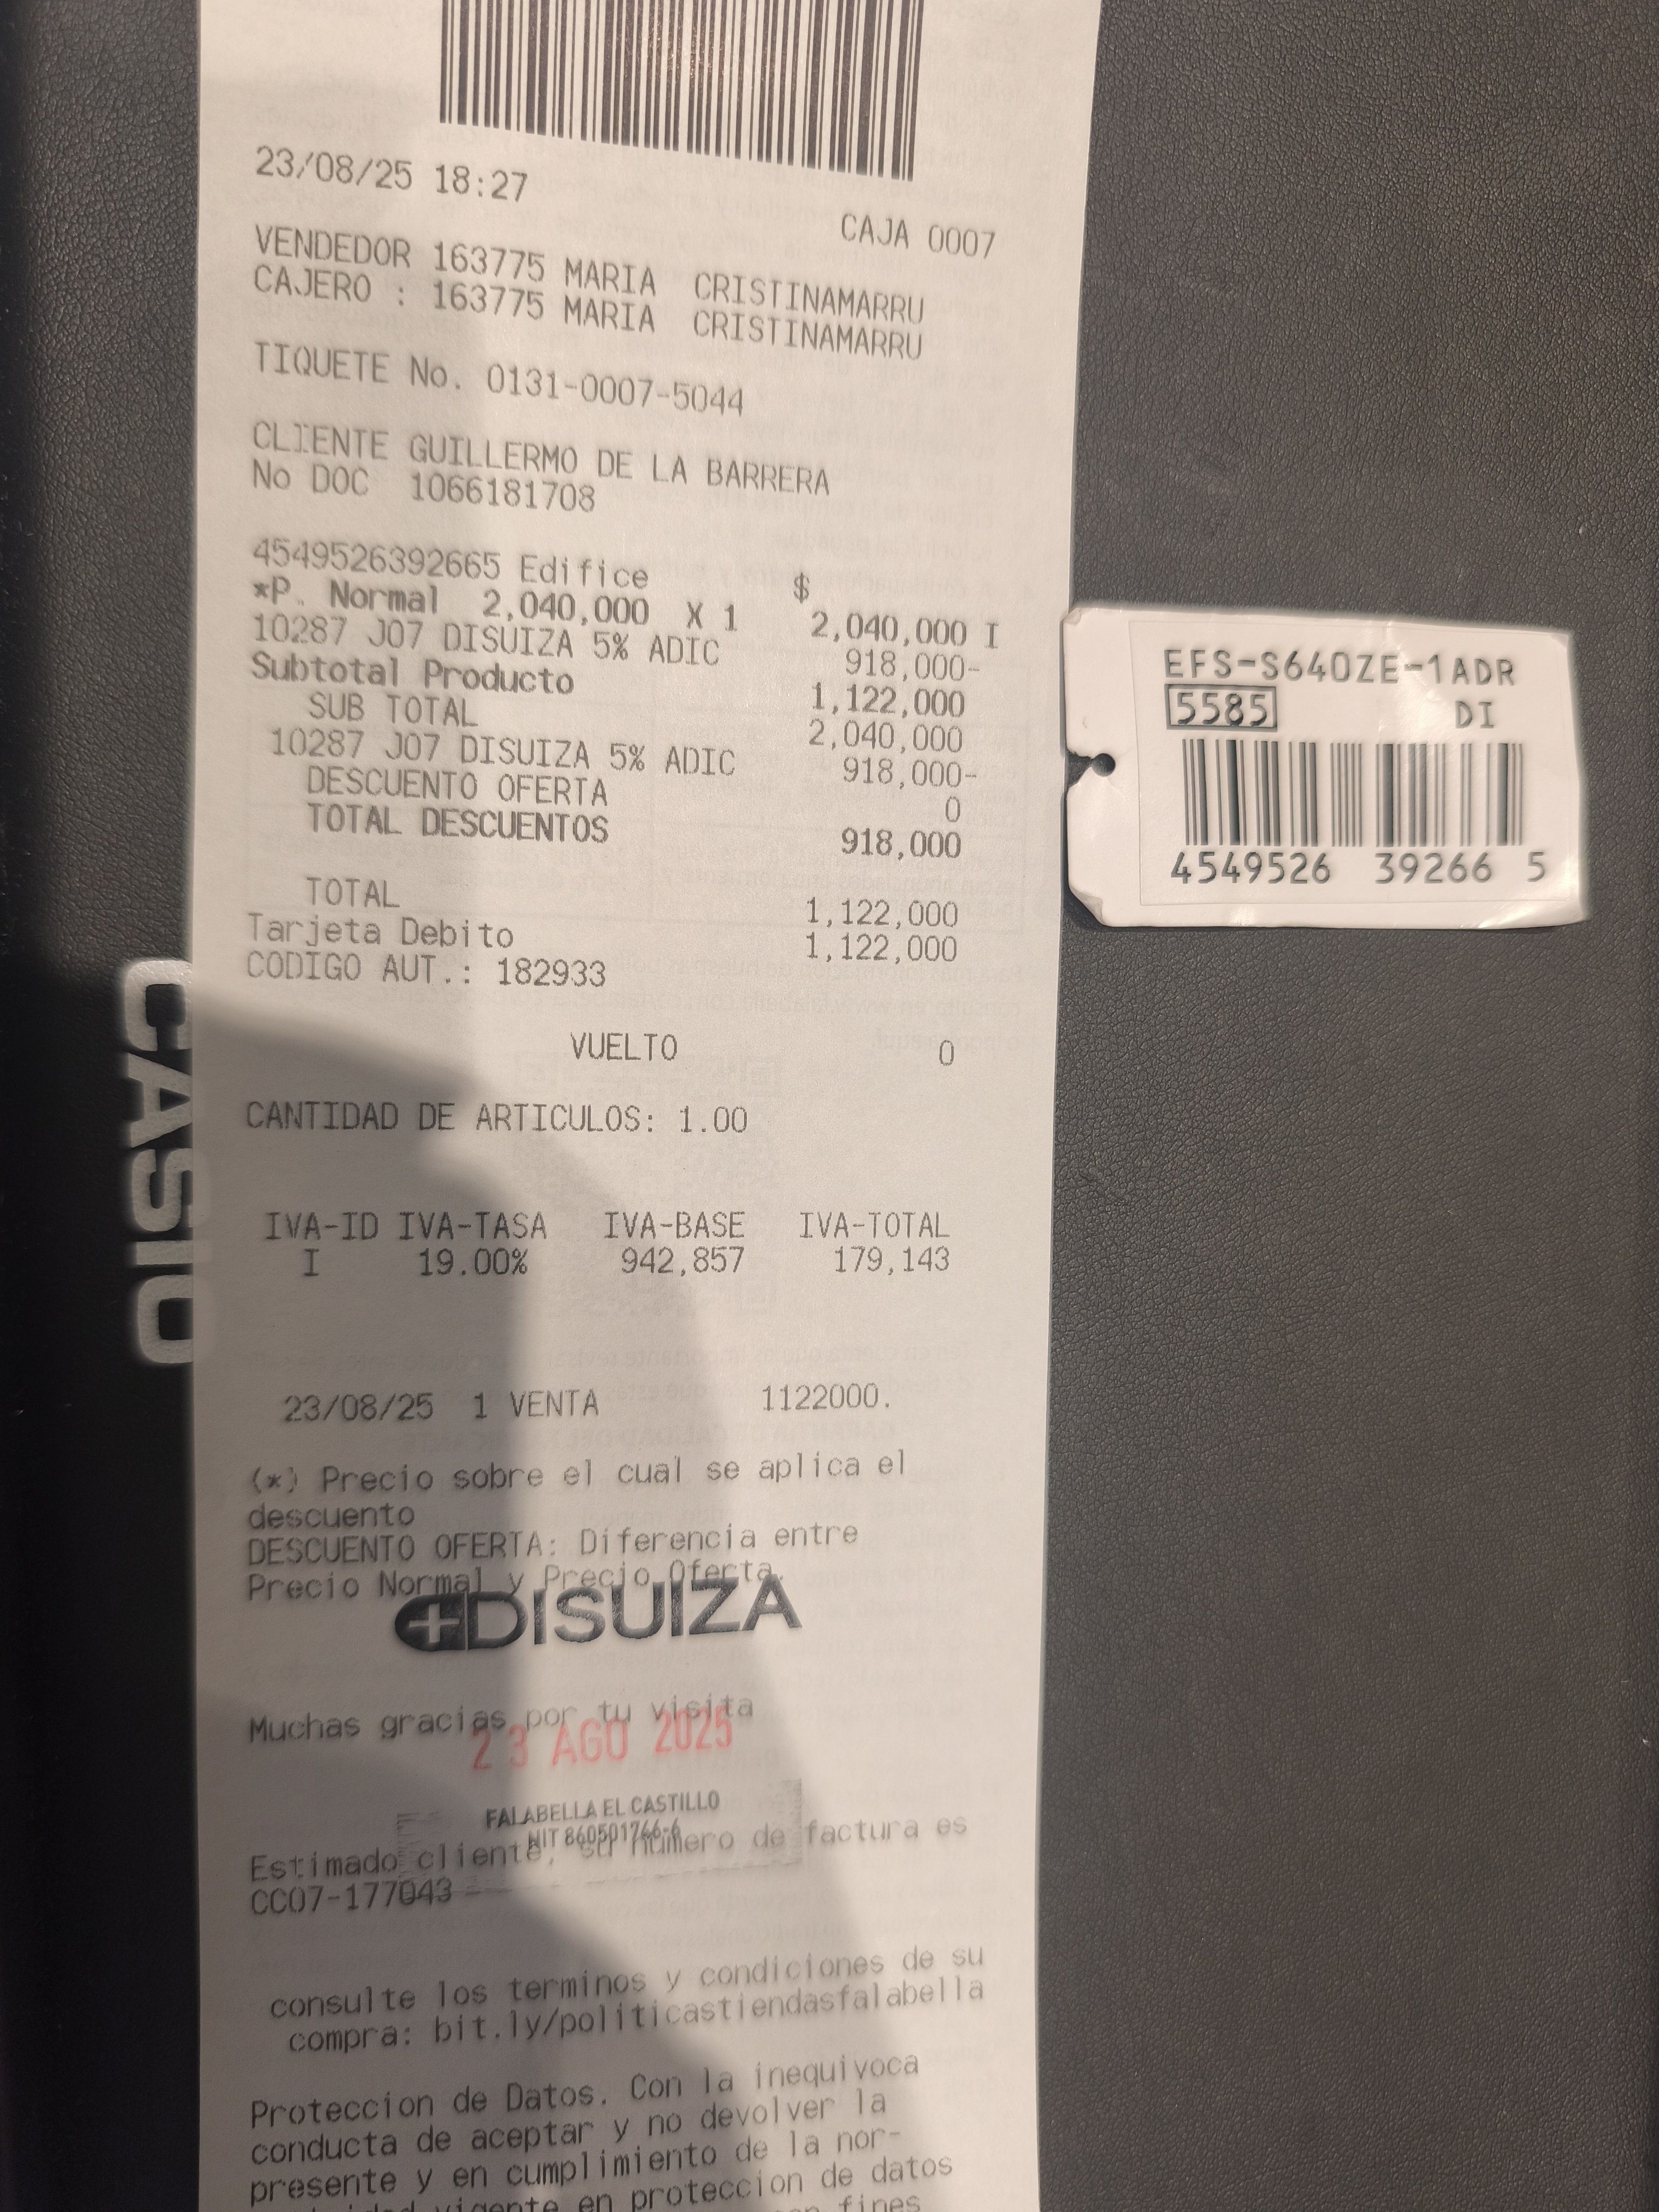 23/08/25 18:27
CAJA 0007
VENDEDOR 163775 MARIA CRISTINAMARRU
CAJERO : 163775 MARIA CRISTINAMARRU
TIQUETE No. 0131-0007-5044
CLIENTE GUILLERMO DE LA BARRERA
No DOC 1066181708
4549526392665 Edifice $
*P. Normal 2,040,000 X 1 2,040,000 I
10287 J07 DISUIZA 5% ADIC 918,000-
Subtotal Producto 1,122,000
SUB TOTAL 2,040,000
10287 J07 DISUIZA 5% ADIC 918,000-
DESCUENTO OFERTA 0
TOTAL DESCUENTOS 918,000
TOTAL 1,122,000
Tarjeta Debito 1,122,000
CODIGO AUT.: 182933
VUELTO 0
CANTIDAD DE ARTICULOS: 1.00
IVA-ID IVA-TASA IVA-BASE IVA-TOTAL
I 19.00% 942,857 179,143
23/08/25 1 VENTA 1122000.
(*) Precio sobre el cual se aplica el
descuento
DESCUENTO OFERTA: Diferencia entre
Precio Normal y Precio Oferta.
DISUIZA
Muchas gracias por tu visita
23 AGO 2025
FALABELLA EL CASTILLO
NIT 860501766-6
Estimado cliente, su numero de factura es
CC07-177043
consulte los terminos y condiciones de su
compra: bit.ly/politicastiendasfalabella
Proteccion de Datos. Con la inequivoca
conducta de aceptar y no devolver la
presente y en cumplimiento de la nor-
vigente en proteccion de datos
fines
EFS-S640ZE-1ADR
5585 DI
4549526 39266 5
CASIO